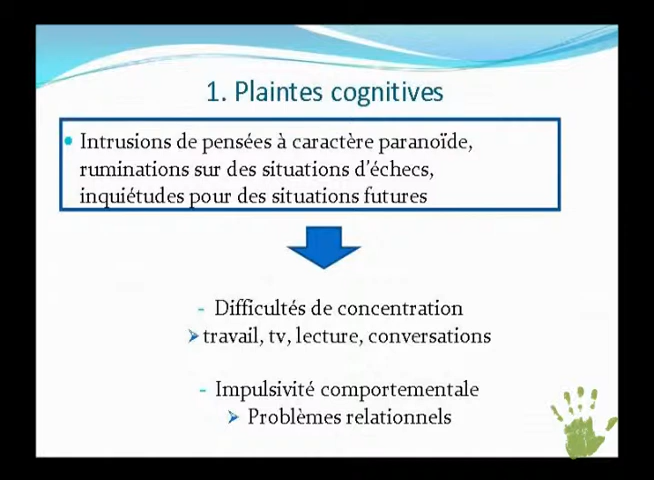 1. Plaintes cognitives
• Intrusions de pensées à caractère paranoïde,
ruminations sur des situations d'échecs,
inquiétudes pour des situations futures
- Difficultés de concentration
➢ travail, tv, lecture, conversations
- Impulsivité comportementale
➢ Problèmes relationnels